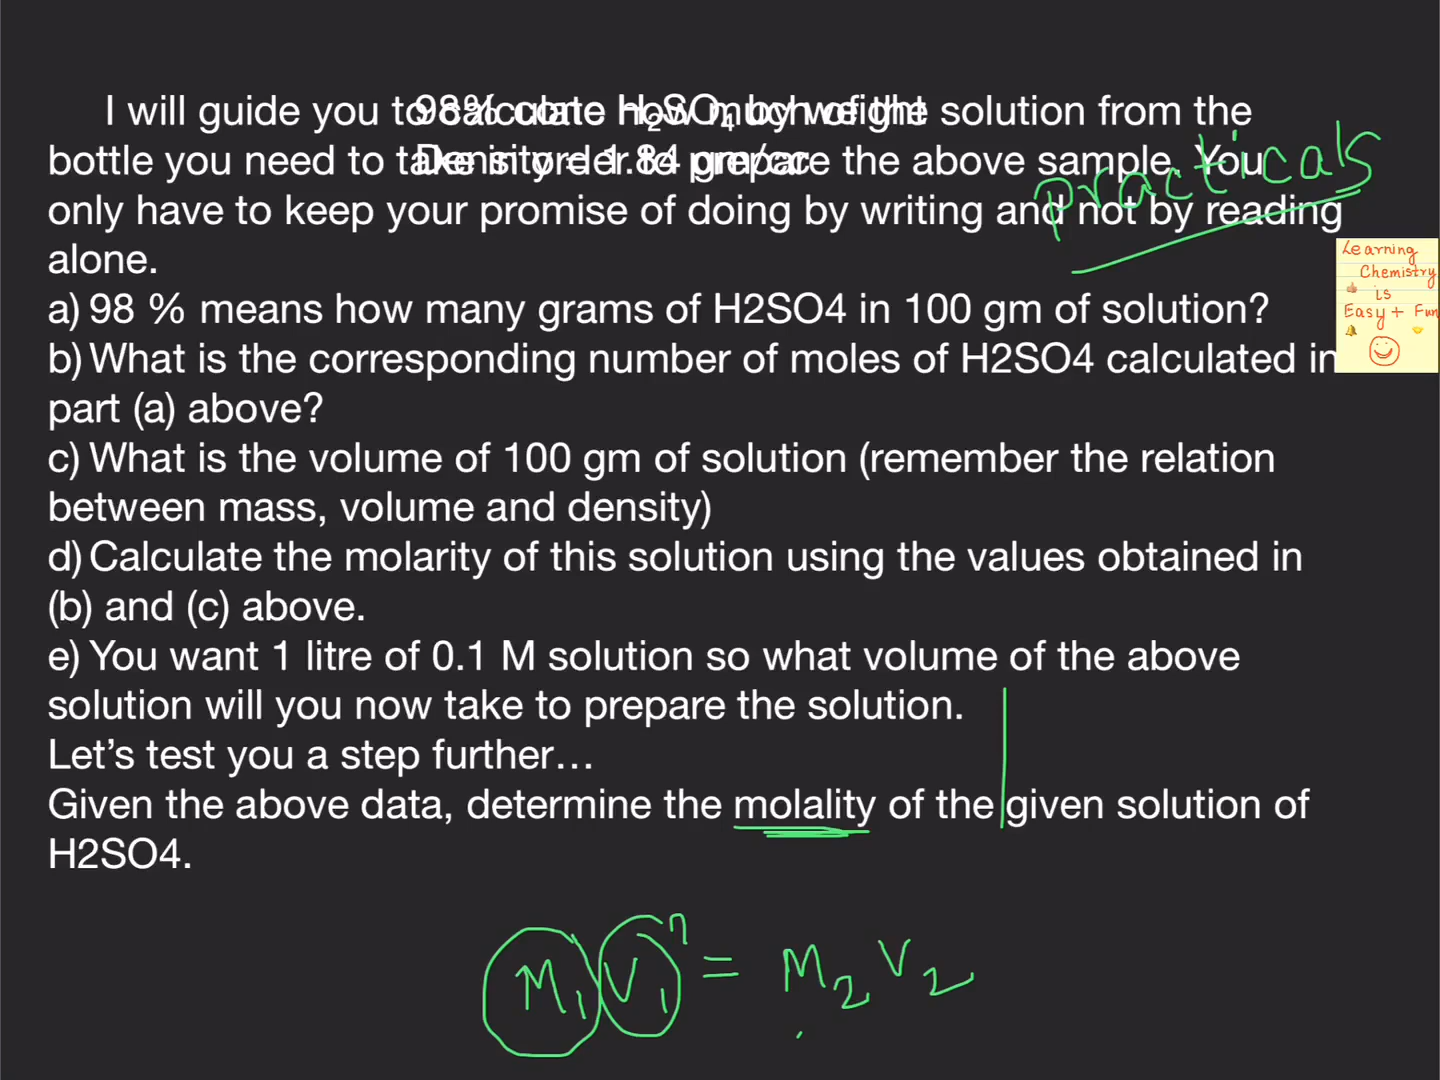 I will guide you to calculate how much of the solution from the
98% conc H₂SO₄ by weight
bottle you need to take in order to prepare the above sample. You
Density = 1.84 gm/cc
practicals
only have to keep your promise of doing by writing and not by reading
alone.
Learning
Chemistry
is
Easy + Fun
a) 98 % means how many grams of H2SO4 in 100 gm of solution?
b) What is the corresponding number of moles of H2SO4 calculated in
part (a) above?
c) What is the volume of 100 gm of solution (remember the relation
between mass, volume and density)
d) Calculate the molarity of this solution using the values obtained in
(b) and (c) above.
e) You want 1 litre of 0.1 M solution so what volume of the above
solution will you now take to prepare the solution.
Let's test you a step further…
Given the above data, determine the molality of the given solution of
H2SO4.
M₁ V₁ = M₂ V₂